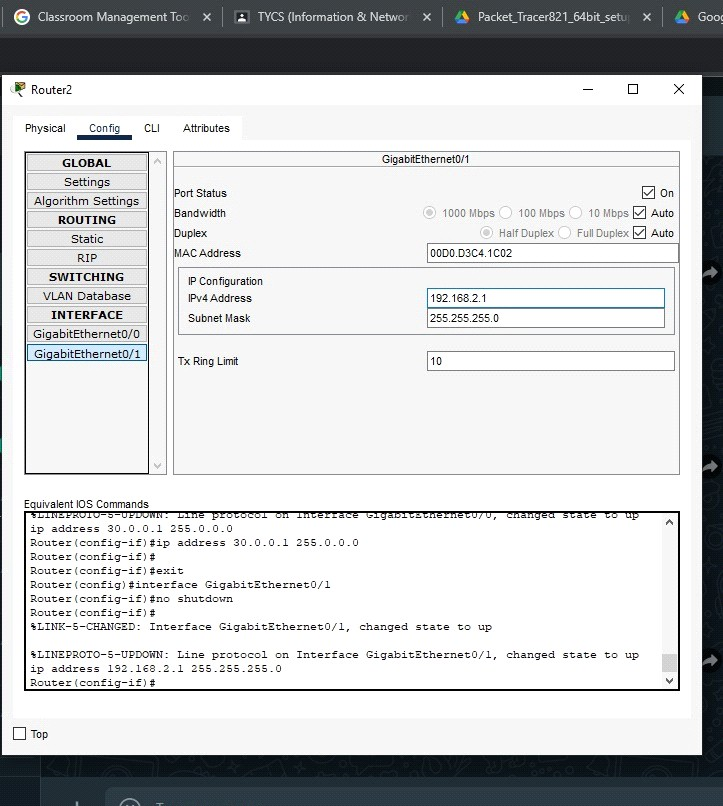 Classroom Management Too
TYCS (Information & Networ
Packet_Tracer821_64bit_setu
Goog
Router2
Physical
Config
CLI
Attributes
GLOBAL
Settings
Algorithm Settings
ROUTING
Static
RIP
SWITCHING
VLAN Database
INTERFACE
GigabitEthernet0/0
GigabitEthernet0/1
GigabitEthernet0/1
Port Status On
Bandwidth 1000 Mbps 100 Mbps 10 Mbps Auto
Duplex Half Duplex Full Duplex Auto
MAC Address 00D0.D3C4.1C02
IP Configuration
IPv4 Address 192.168.2.1
Subnet Mask 255.255.255.0
Tx Ring Limit 10
Equivalent IOS Commands
%LINEPROTO-5-UPDOWN: Line protocol on Interface GigabitEthernet0/0, changed state to up
ip address 30.0.0.1 255.0.0.0
Router(config-if)#ip address 30.0.0.1 255.0.0.0
Router(config-if)#
Router(config-if)#exit
Router(config)#interface GigabitEthernet0/1
Router(config-if)#no shutdown
Router(config-if)#
%LINK-5-CHANGED: Interface GigabitEthernet0/1, changed state to up
%LINEPROTO-5-UPDOWN: Line protocol on Interface GigabitEthernet0/1, changed state to up
ip address 192.168.2.1 255.255.255.0
Router(config-if)#
Top